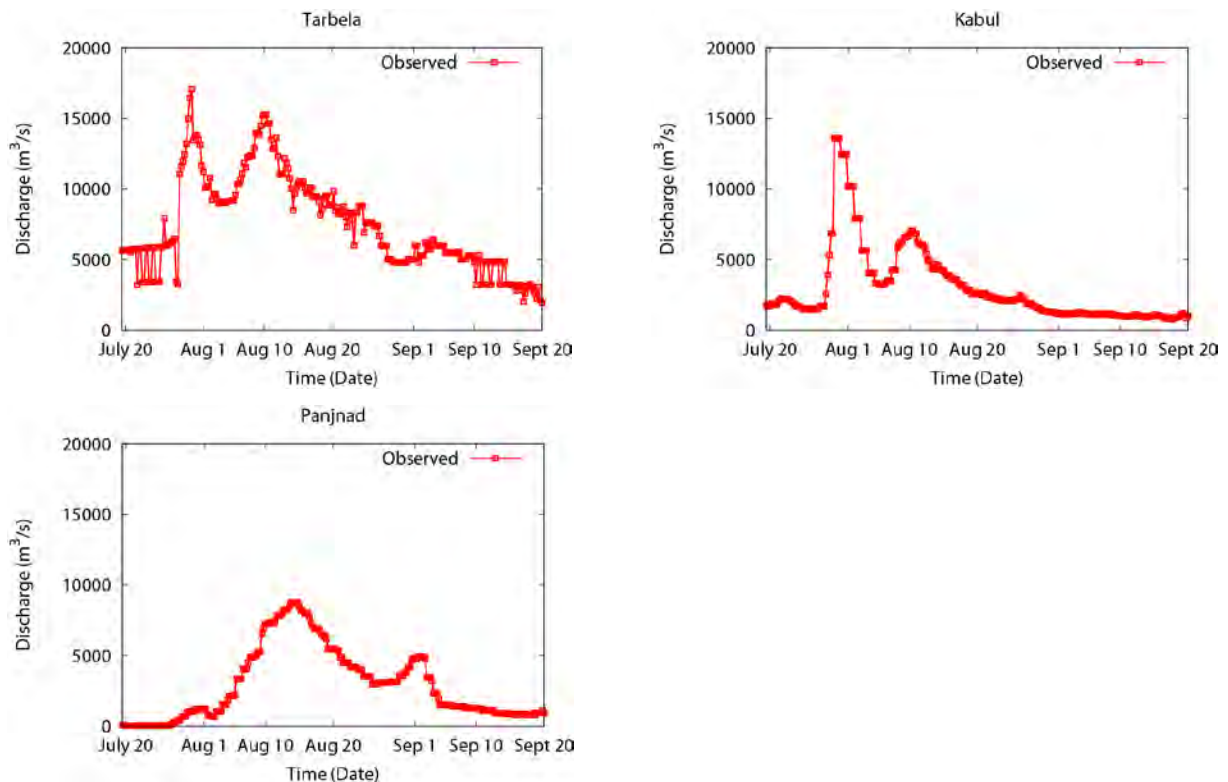 Tarbela
20000
15000
10000
5000
0
Discharge (m³/s)
Observed
July 20 Aug 1 Aug 10 Aug 20 Sep 1 Sep 10 Sept 20
Time (Date)
Kabul
20000
15000
10000
5000
0
Discharge (m³/s)
Observed
July 20 Aug 1 Aug 10 Aug 20 Sep 1 Sep 10 Sept 20
Time (Date)
Panjnad
20000
15000
10000
5000
0
Discharge (m³/s)
Observed
July 20 Aug 1 Aug 10 Aug 20 Sep 1 Sep 10 Sept 20
Time (Date)